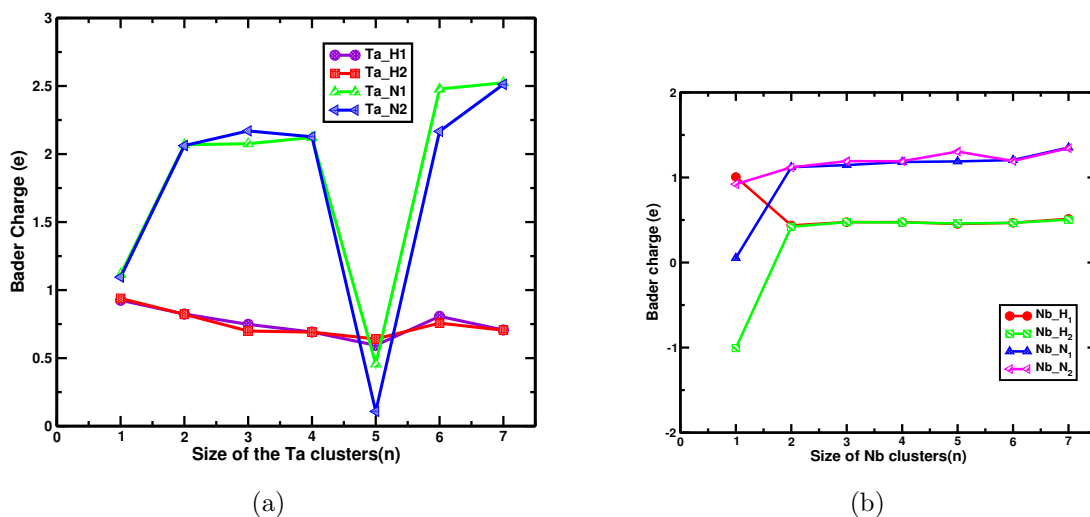 3
2.5
2
1.5
1
0.5
0
Bader Charge (e)
Ta_H1
Ta_H2
Ta_N1
Ta_N2
0 1 2 3 4 5 6 7
Size of the Ta clusters(n)
(a)
2
1
0
-1
-2
Bader charge (e)
Nb_H1
Nb_H2
Nb_N1
Nb_N2
0 1 2 3 4 5 6 7
Size of Nb clusters(n)
(b)